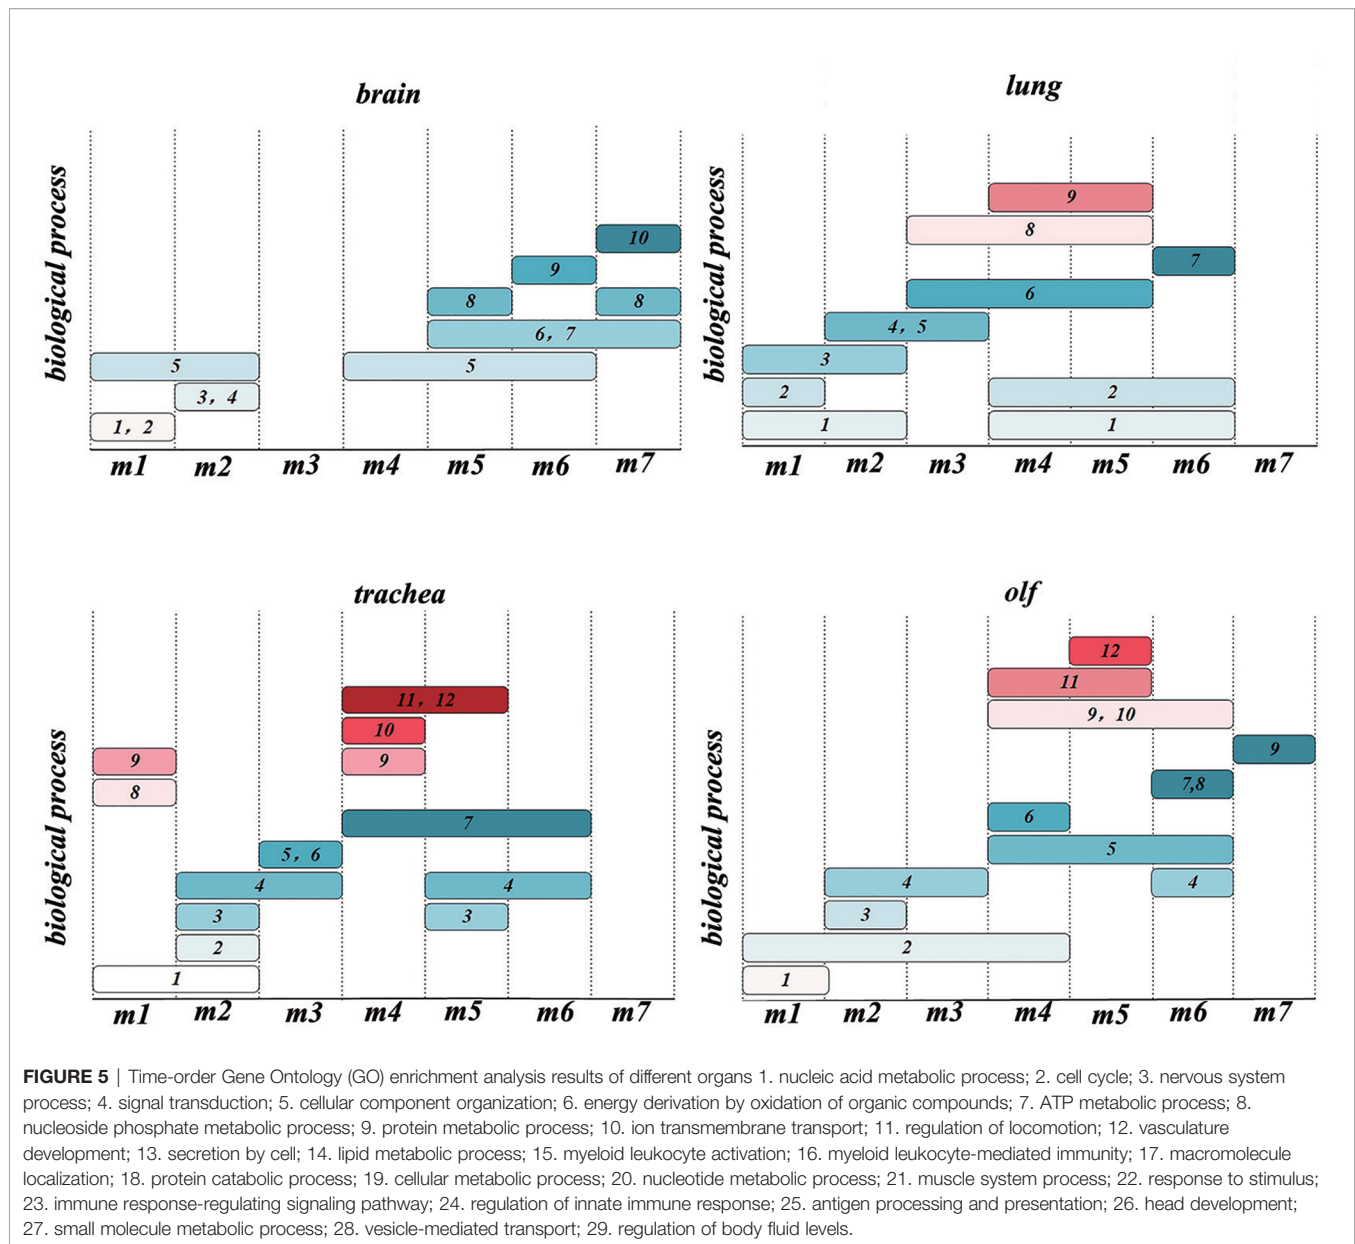 brain
biological process
10
9
8
8
6, 7
5
5
3, 4
1, 2
m1 m2 m3 m4 m5 m6 m7
lung
biological process
9
8
7
6
4, 5
3
2
2
1
1
m1 m2 m3 m4 m5 m6 m7
trachea
biological process
11, 12
10
9
9
8
7
5, 6
4
4
3
3
2
1
m1 m2 m3 m4 m5 m6 m7
olf
biological process
12
11
9, 10
9
7,8
6
5
4
4
3
2
1
m1 m2 m3 m4 m5 m6 m7
FIGURE 5 | Time-order Gene Ontology (GO) enrichment analysis results of different organs 1. nucleic acid metabolic process; 2. cell cycle; 3. nervous system
process; 4. signal transduction; 5. cellular component organization; 6. energy derivation by oxidation of organic compounds; 7. ATP metabolic process; 8.
nucleoside phosphate metabolic process; 9. protein metabolic process; 10. ion transmembrane transport; 11. regulation of locomotion; 12. vasculature
development; 13. secretion by cell; 14. lipid metabolic process; 15. myeloid leukocyte activation; 16. myeloid leukocyte-mediated immunity; 17. macromolecule
localization; 18. protein catabolic process; 19. cellular metabolic process; 20. nucleotide metabolic process; 21. muscle system process; 22. response to stimulus;
23. immune response-regulating signaling pathway; 24. regulation of innate immune response; 25. antigen processing and presentation; 26. head development;
27. small molecule metabolic process; 28. vesicle-mediated transport; 29. regulation of body fluid levels.